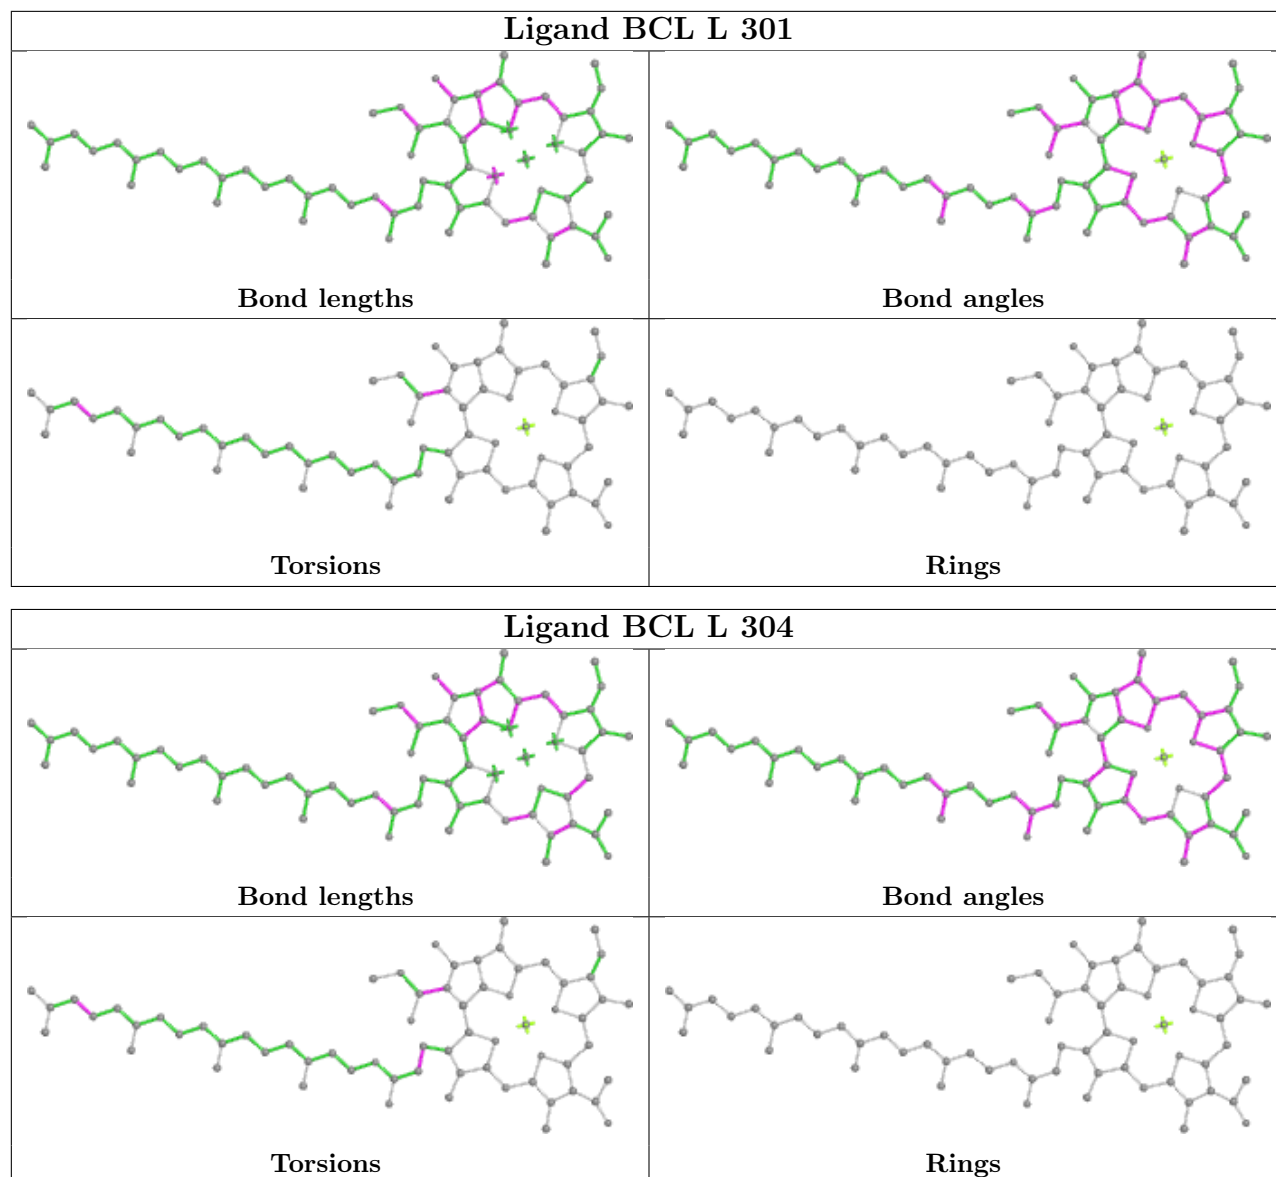 Ligand BCL L 301
Bond lengths
Bond angles
Torsions
Rings
Ligand BCL L 304
Bond lengths
Bond angles
Torsions
Rings